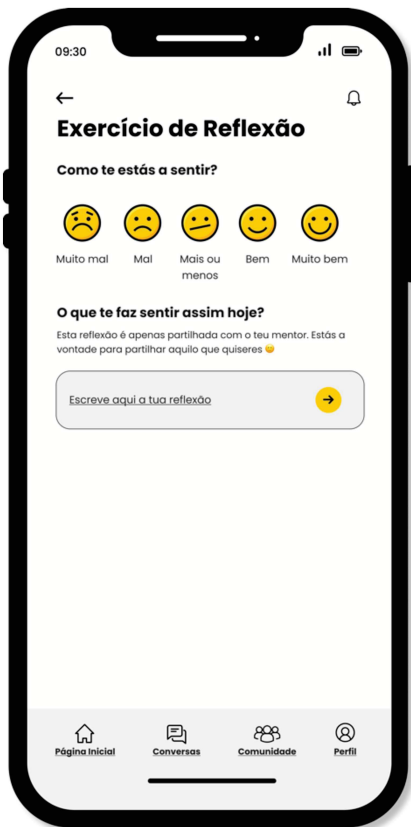 09:30
Exercício de Reflexão
Como te estás a sentir?
Muito mal
Mal
Mais ou
menos
Bem
Muito bem
O que te faz sentir assim hoje?
Esta reflexão é apenas partilhada com o teu mentor. Estás a
vontade para partilhar aquilo que quiseres 😀
Escreve aqui a tua reflexão
Página Inicial
Conversas
Comunidade
Perfil